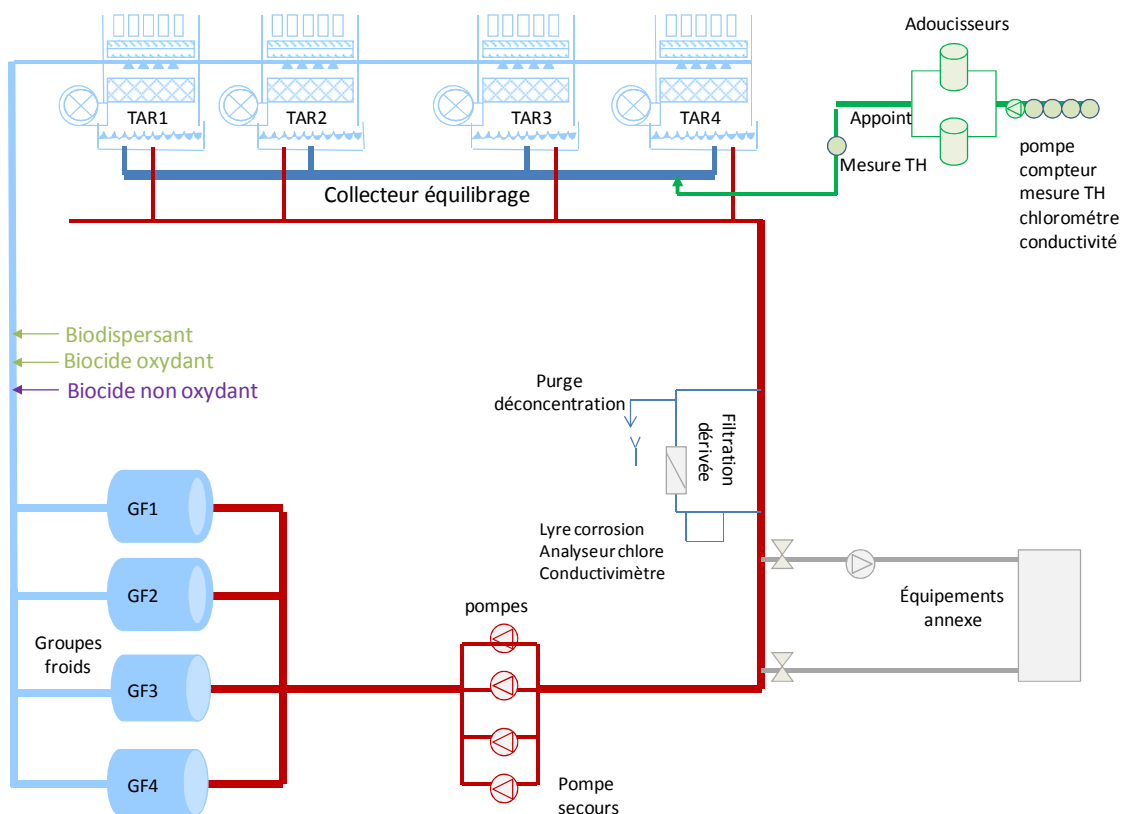 Adoucisseurs
TAR1
TAR2
TAR3
TAR4
Appoint
Mesure TH
pompe
compteur
mesure TH
chlorométre
conductivité
Collecteur équilibrage
Biodispersant
Biocide oxydant
Biocide non oxydant
Purge
déconcentration
Filtration
dérivée
Lyre corrosion
Analyseur chlore
Conductivimètre
GF1
GF2
GF3
GF4
Groupes
froids
pompes
Pompe
secours
Équipements
annexe